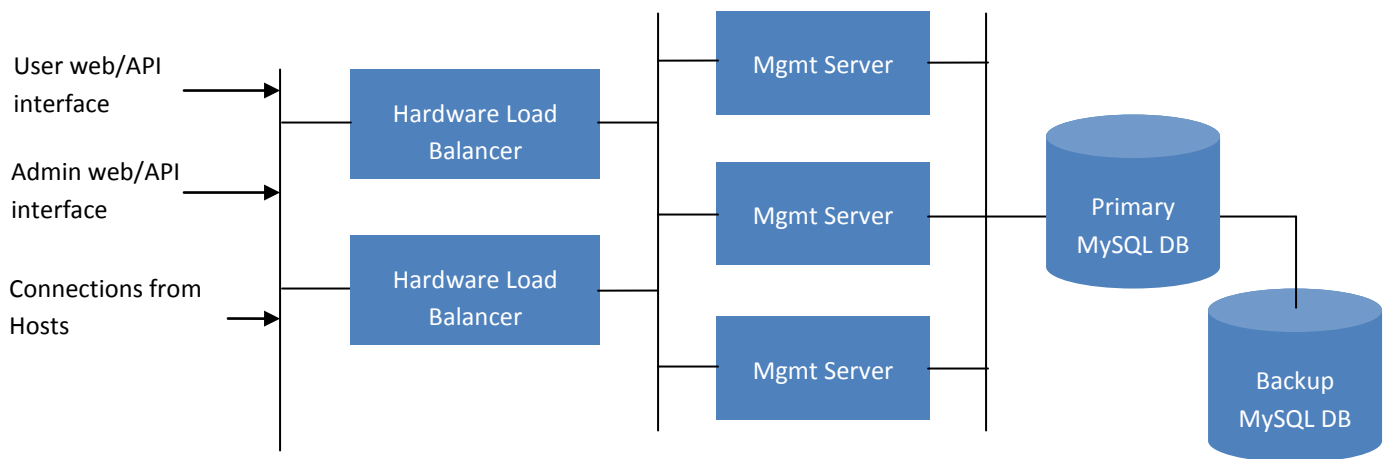 User web/API
interface
Admin web/API
interface
Connections from
Hosts
Hardware Load
Balancer
Hardware Load
Balancer
Mgmt Server
Mgmt Server
Mgmt Server
Primary
MySQL DB
Backup
MySQL DB